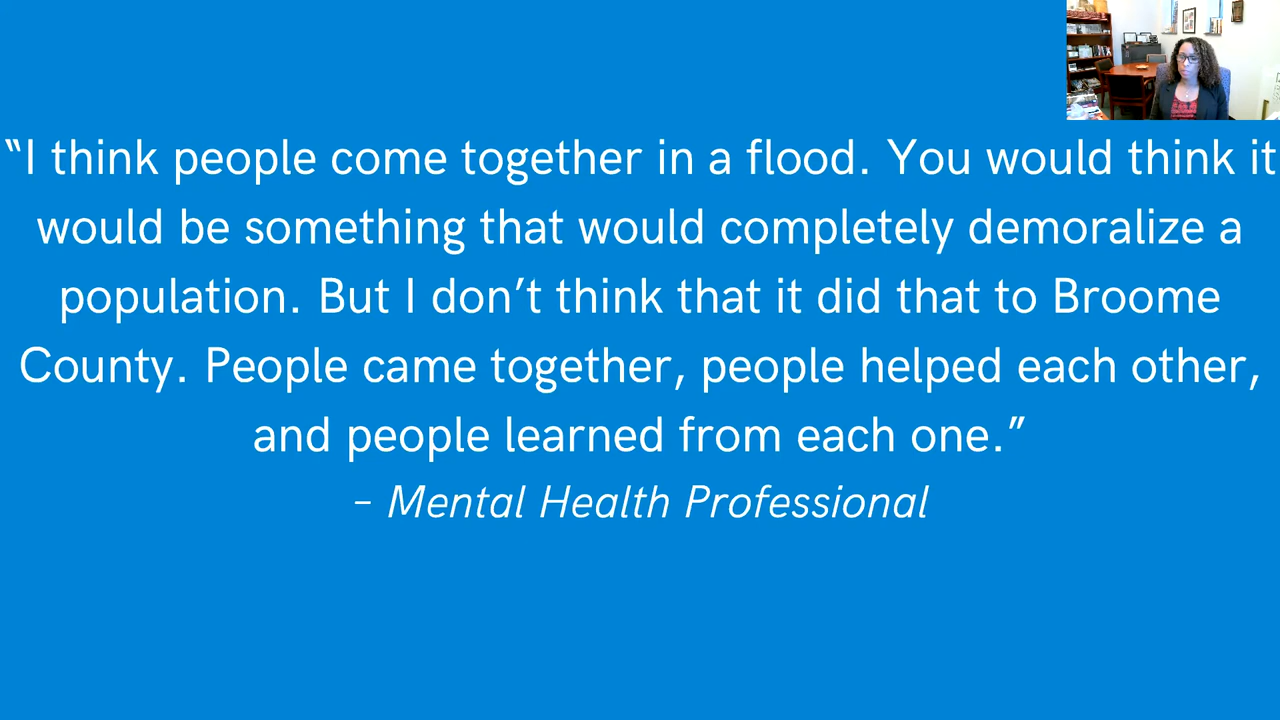 “I think people come together in a flood. You would think it
would be something that would completely demoralize a
population. But I don’t think that it did that to Broome
County. People came together, people helped each other,
and people learned from each one.”
– Mental Health Professional